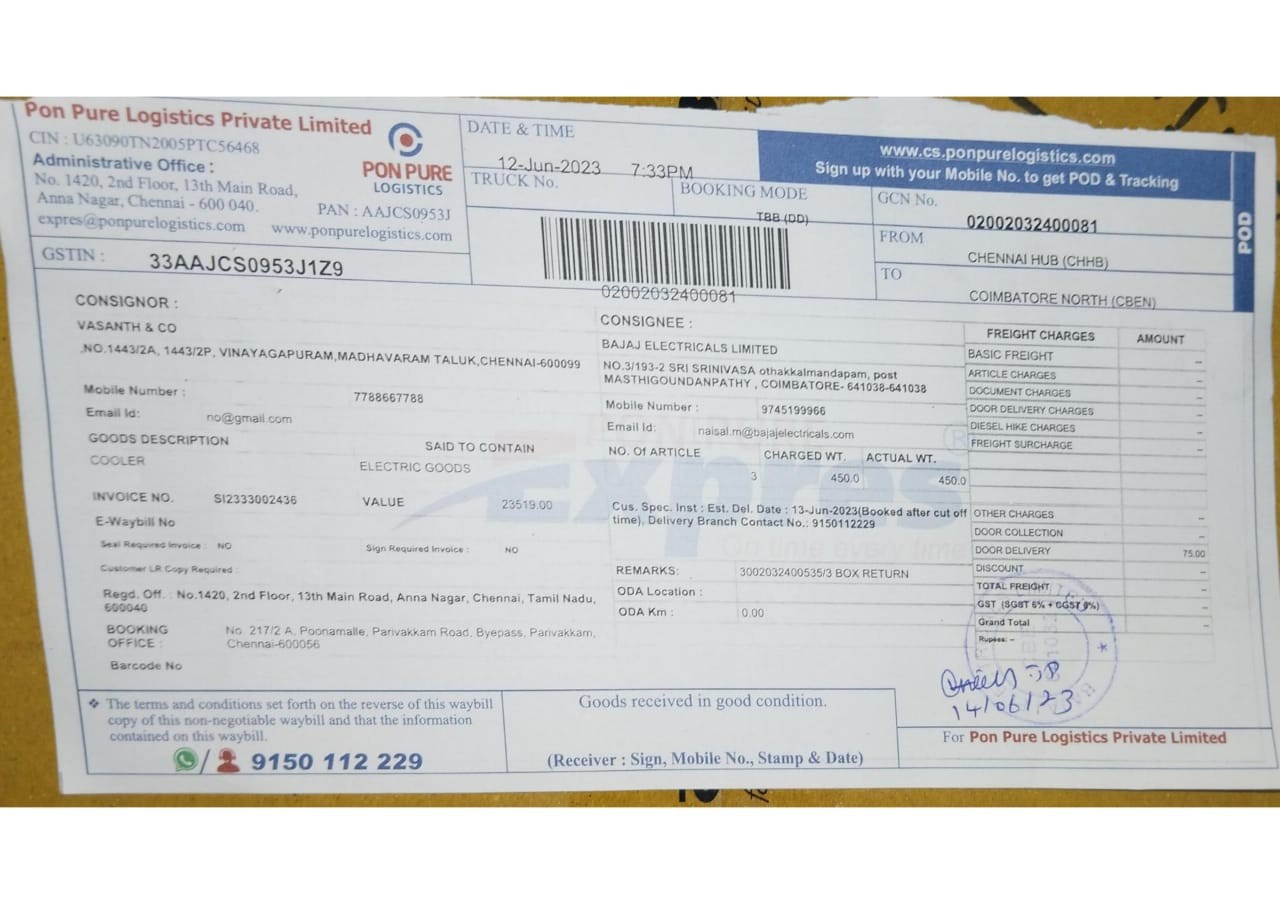 Pon Pure Logistics Private Limited
CIN : U63090TN2005PTC56468
Administrative Office :
No. 1420, 2nd Floor, 13th Main Road,
Anna Nagar, Chennai - 600 040.
PAN : AAJCS0953J
expres@ponpurelogistics.com www.ponpurelogistics.com
PON PURE
LOGISTICS
GSTIN : 33AAJCS0953J1Z9
DATE & TIME
12-Jun-2023 7:33PM
TRUCK No.
BOOKING MODE
TBB (DD)
02002032400081
www.cs.ponpurelogistics.com
Sign up with your Mobile No. to get POD & Tracking
GCN No.
02002032400081
FROM
CHENNAI HUB (CHHB)
TO
COIMBATORE NORTH (CBEN)
POD
CONSIGNOR :
VASANTH & CO
,NO.1443/2A, 1443/2P, VINAYAGAPURAM,MADHAVARAM TALUK,CHENNAI-600099
Mobile Number : 7788667788
Email Id: no@gmail.com
GOODS DESCRIPTION SAID TO CONTAIN
COOLER ELECTRIC GOODS
INVOICE NO. SI2333002436 VALUE 23519.00
E-Waybill No
Seal Required Invoice : NO Sign Required Invoice : NO
Customer LR Copy Required :
Regd. Off. : No.1420, 2nd Floor, 13th Main Road, Anna Nagar, Chennai, Tamil Nadu,
600040
BOOKING OFFICE : No. 217/2 A, Poonamalle, Parivakkam Road, Byepass, Parivakkam,
Chennai-600056
Barcode No
CONSIGNEE :
BAJAJ ELECTRICALS LIMITED
NO.3/193-2 SRI SRINIVASA othakkalmandapam, post
MASTHIGOUNDANPATHY , COIMBATORE- 641038-641038
Mobile Number : 9745199966
Email Id: naisal.m@bajajelectricals.com
NO. Of ARTICLE CHARGED WT. ACTUAL WT.
3 450.0 450.0
Cus. Spec. Inst : Est. Del. Date : 13-Jun-2023(Booked after cut off
time), Delivery Branch Contact No.: 9150112229
Expres
On time every time
REMARKS: 3002032400535/3 BOX RETURN
ODA Location :
ODA Km : 0.00
FREIGHT CHARGES AMOUNT
BASIC FREIGHT –
ARTICLE CHARGES –
DOCUMENT CHARGES –
DOOR DELIVERY CHARGES –
DIESEL HIKE CHARGES –
FREIGHT SURCHARGE –
OTHER CHARGES –
DOOR COLLECTION –
DOOR DELIVERY 75.00
DISCOUNT –
TOTAL FREIGHT –
GST (SGST 6% + CGST 6%) –
Grand Total –
Rupees: –
14/06/23
❖ The terms and conditions set forth on the reverse of this waybill
copy of this non-negotiable waybill and that the information
contained on this waybill.
/ 9150 112 229
Goods received in good condition.
(Receiver : Sign, Mobile No., Stamp & Date)
For Pon Pure Logistics Private Limited